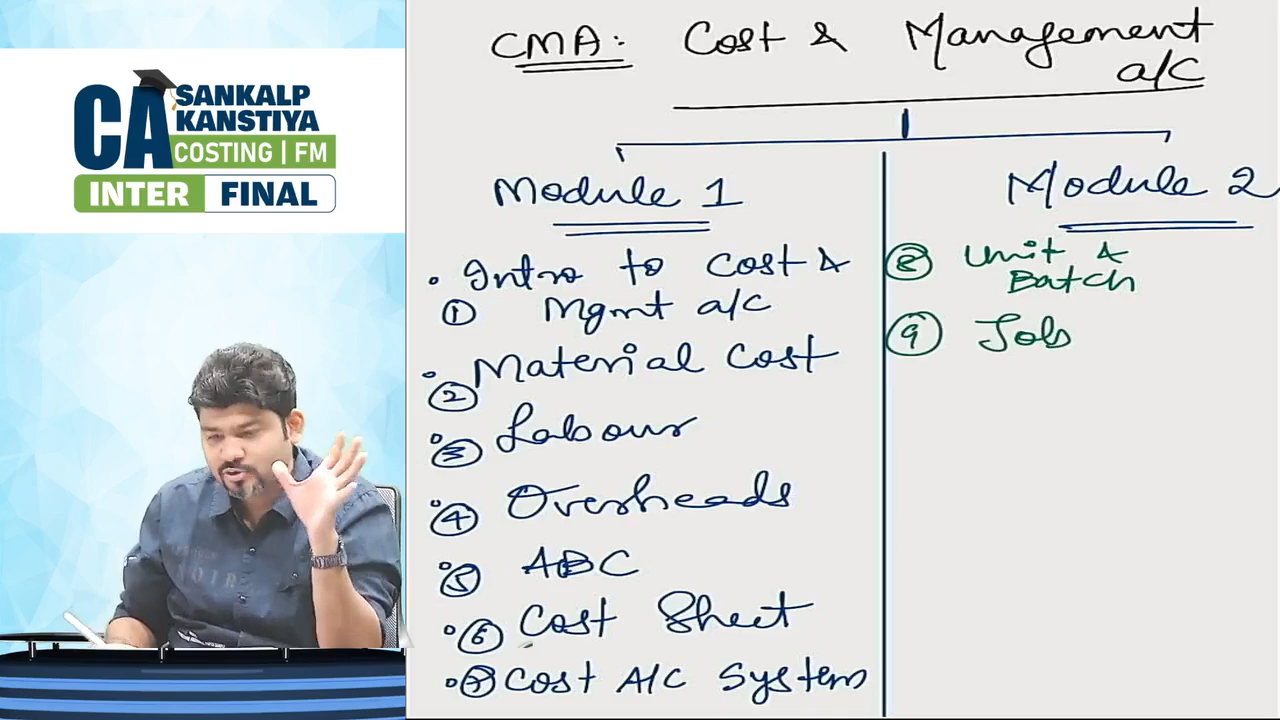 CA
SANKALP
KANSTIYA
COSTING | FM
INTER FINAL
CMA: Cost & Management
a/c
Module 1
• Intro to Cost &
① Mgmt a/c
• ② Material Cost
• ③ Labour
• ④ Overheads
• ⑤ ABC
• ⑥ Cost Sheet
• ⑦ Cost A/C System
Module 2
⑧ Unit &
Batch
⑨ Job